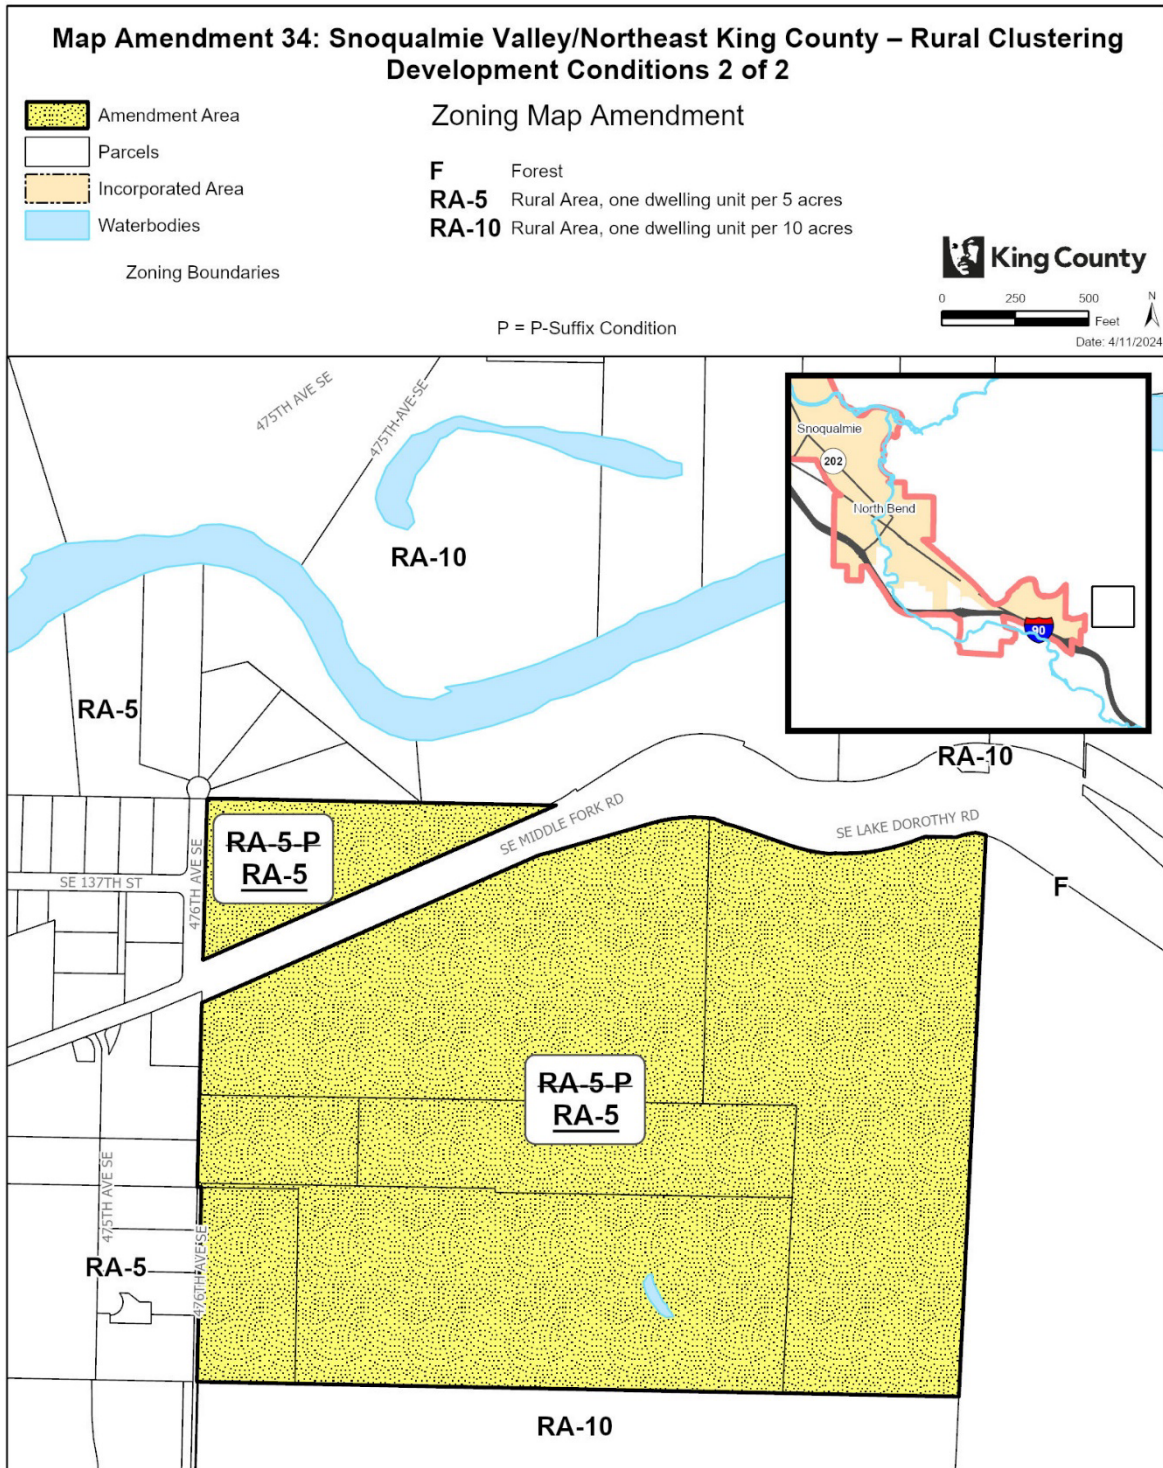 Map Amendment 34: Snoqualmie Valley/Northeast King County – Rural Clustering
Development Conditions 2 of 2
Amendment Area
Parcels
Incorporated Area
Waterbodies
Zoning Boundaries
Zoning Map Amendment
F Forest
RA-5 Rural Area, one dwelling unit per 5 acres
RA-10 Rural Area, one dwelling unit per 10 acres
P = P-Suffix Condition
King County
0 250 500
Feet
N
Date: 4/11/2024
475TH AVE SE
475TH AVE SE
Snoqualmie
202
North Bend
90
RA-10
RA-5
RA-10
SE MIDDLE FORK RD
SE LAKE DOROTHY RD
RA-5-P
RA-5
476TH AVE SE
SE 137TH ST
F
RA-5-P
RA-5
475TH AVE SE
476TH AVE SE
RA-5
RA-10